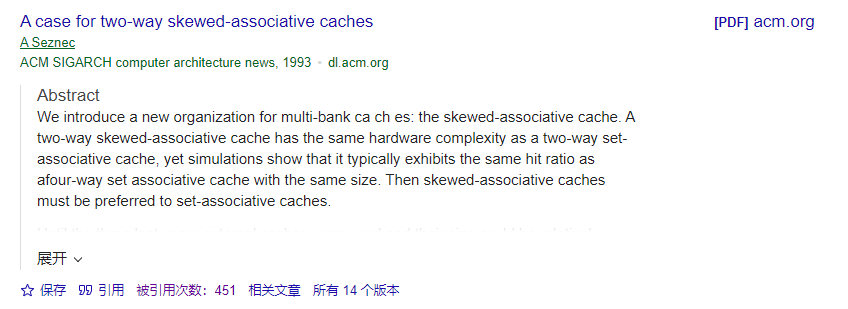 A case for two-way skewed-associative caches
[PDF] acm.org
A Seznec
ACM SIGARCH computer architecture news, 1993 • dl.acm.org
Abstract
We introduce a new organization for multi-bank ca ch es: the skewed-associative cache. A
two-way skewed-associative cache has the same hardware complexity as a two-way set-
associative cache, yet simulations show that it typically exhibits the same hit ratio as
afour-way set associative cache with the same size. Then skewed-associative caches
must be preferred to set-associative caches.
展开
保存 引用 被引用次数：451 相关文章 所有 14 个版本